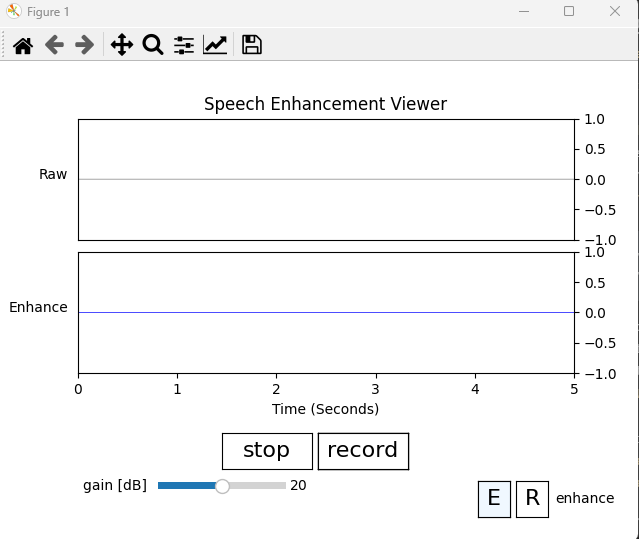 Figure 1
Speech Enhancement Viewer
Raw
1.0
0.5
0.0
−0.5
−1.0
Enhance
1.0
0.5
0.0
−0.5
−1.0
0 1 2 3 4 5
Time (Seconds)
stop record
gain [dB] 20
E R enhance